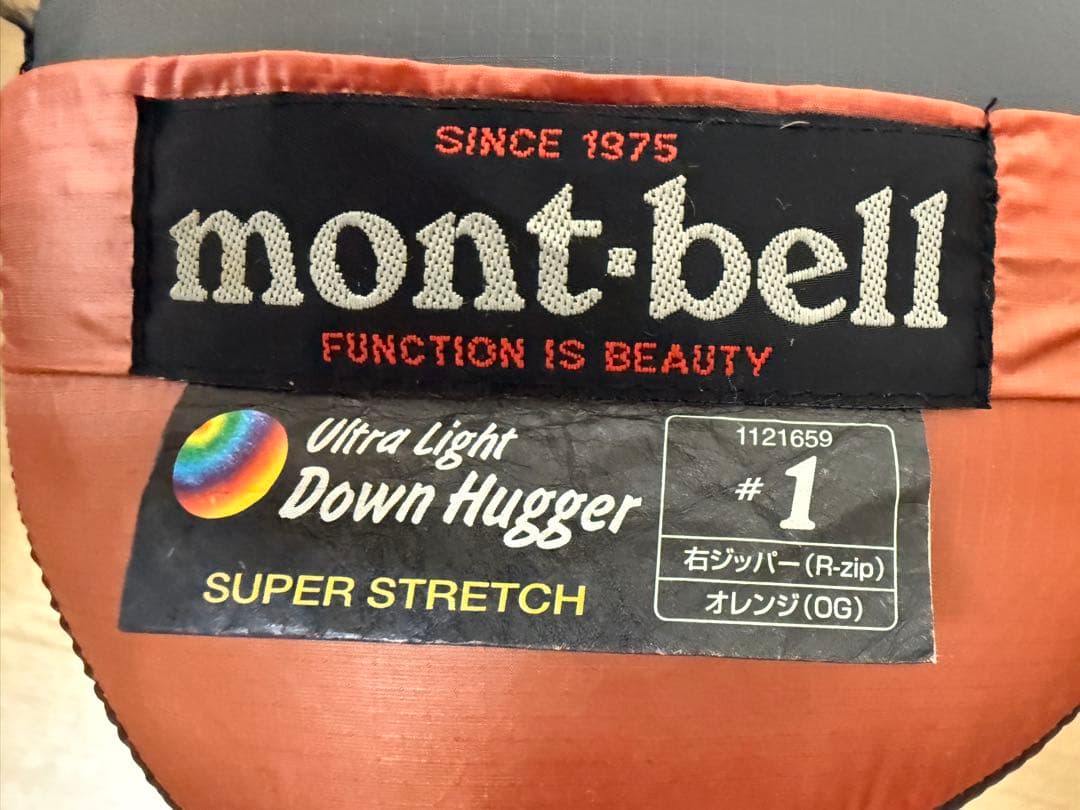 SINCE 1975
mont·bell
FUNCTION IS BEAUTY
Ultra Light
Down Hugger
SUPER STRETCH
1121659
#1
右ジッパー(R-zip)
オレンジ(OG)